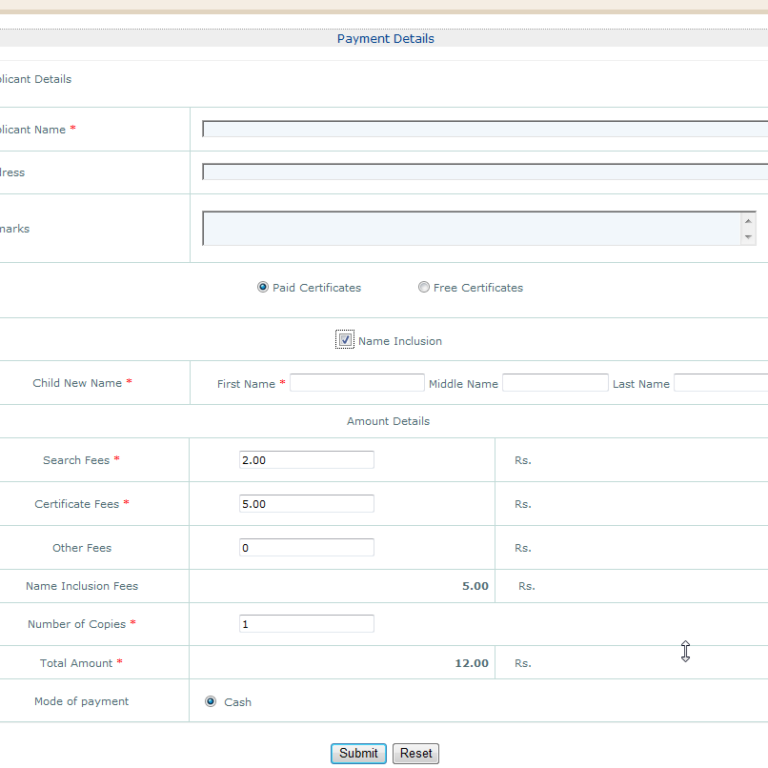 Payment Details
plicant Details
plicant Name *
lress
narks
Paid Certificates Free Certificates
Name Inclusion
Child New Name * First Name * Middle Name Last Name
Amount Details
Search Fees * 2.00 Rs.
Certificate Fees * 5.00 Rs.
Other Fees 0 Rs.
Name Inclusion Fees 5.00 Rs.
Number of Copies * 1
Total Amount * 12.00 Rs.
Mode of payment Cash
Submit Reset